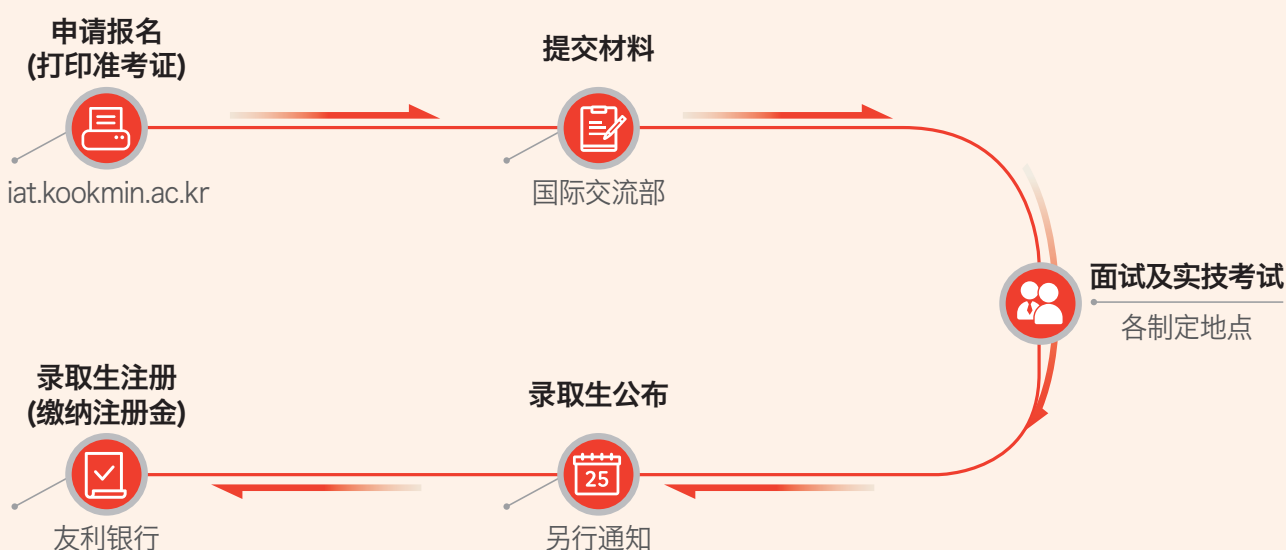 申请报名
(打印准考证)
iat.kookmin.ac.kr
提交材料
国际交流部
面试及实技考试
各制定地点
录取生公布
25
另行通知
录取生注册
(缴纳注册金)
友利银行